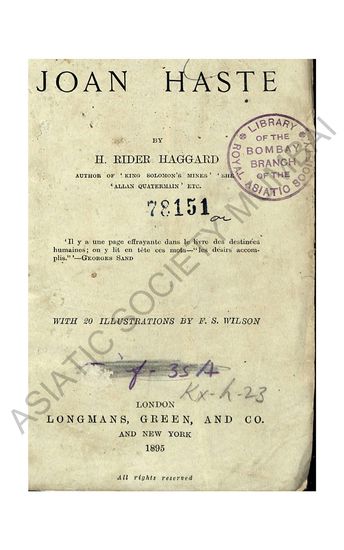 JOAN HASTE
BY
H. RIDER HAGGARD
AUTHOR OF 'KING SOLOMON'S MINES' 'SHE'
'ALLAN QUATERMAIN' ETC.
78151
LIBRARY
OF THE
BOMBAY
BRANCH
OF THE
ROYAL ASIATIC SOCIETY
'Il y a une page effrayante dans le livre des destinées
humaines; on y lit en tête ces mots—"les désirs accom-
plis."'—GEORGES SAND
WITH 20 ILLUSTRATIONS BY F. S. WILSON
f-35A
Kx-h-23
LONDON
LONGMANS, GREEN, AND CO.
AND NEW YORK
1895
All rights reserved
ASIATIC SOCIETY MUMBAI